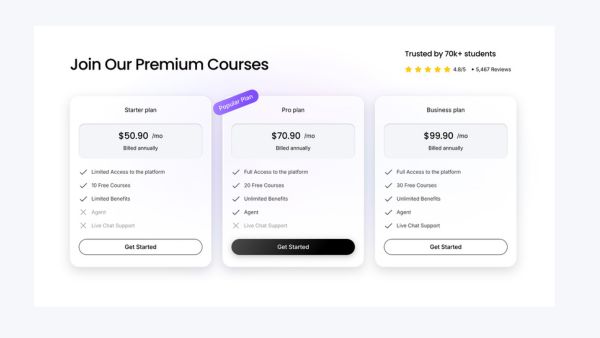 Join Our Premium Courses
Trusted by 70k+ students
4.8/5 • 5,467 Reviews
Starter plan
$50.90 /mo
Billed annually
Limited Access to the platform
10 Free Courses
Limited Benefits
Agent
Live Chat Support
Get Started
Popular Plan
Pro plan
$70.90 /mo
Billed annually
Full Access to the platform
20 Free Courses
Unlimited Benefits
Agent
Live Chat Support
Get Started
Business plan
$99.90 /mo
Billed annually
Full Access to the platform
30 Free Courses
Unlimited Benefits
Agent
Live Chat Support
Get Started